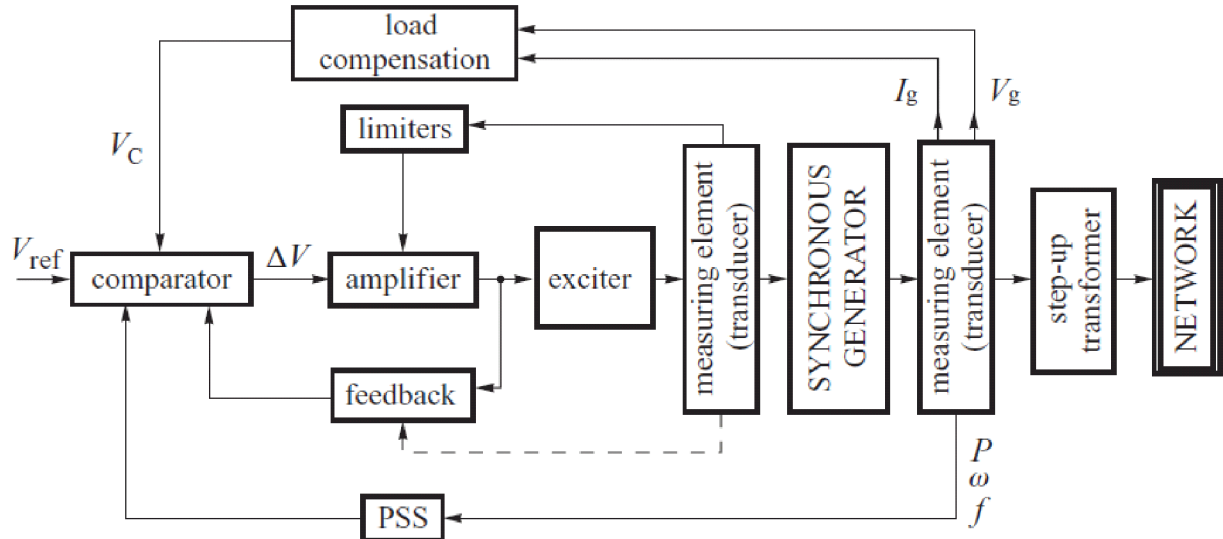 load
compensation
I_g
V_g
limiters
V_C
measuring element
(transducer)
SYNCHRONOUS
GENERATOR
measuring element
(transducer)
step-up
transformer
NETWORK
V_ref
comparator
ΔV
amplifier
exciter
feedback
P
ω
f
PSS